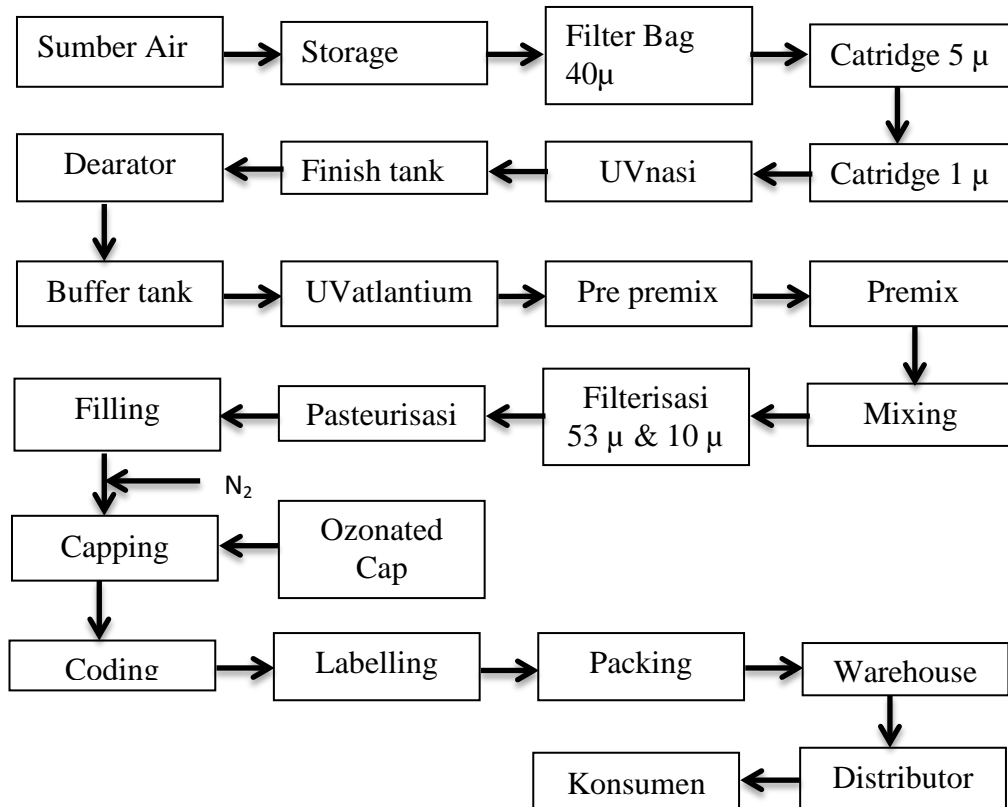 Sumber Air
Storage
Filter Bag
40µ
Catridge 5 µ
Catridge 1 µ
UVnasi
Finish tank
Dearator
Buffer tank
UVatlantium
Pre premix
Premix
Mixing
Filterisasi
53 µ & 10 µ
Pasteurisasi
Filling
N₂
Capping
Ozonated
Cap
Coding
Labelling
Packing
Warehouse
Distributor
Konsumen